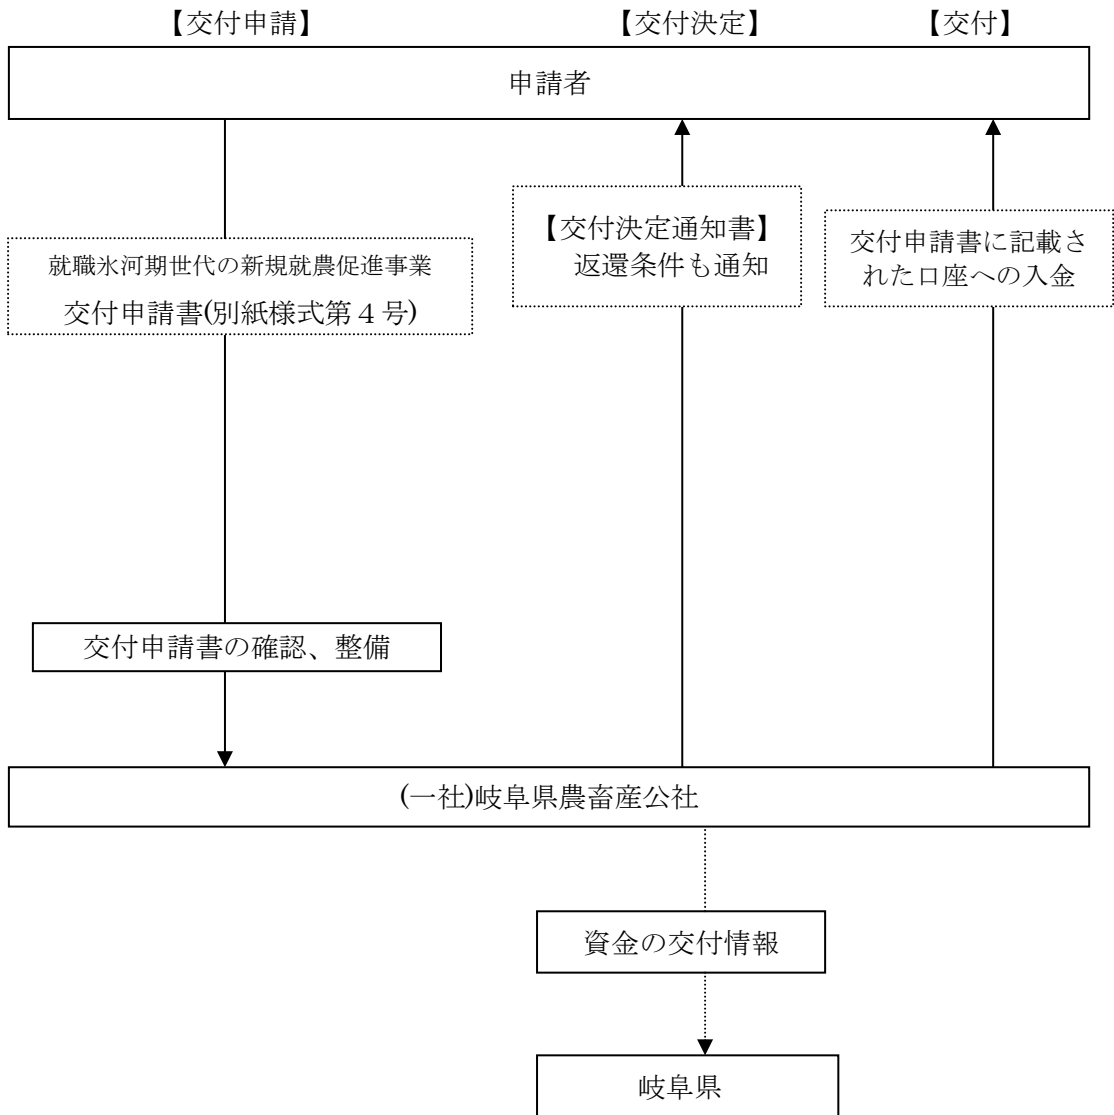 【交付申請】
【交付決定】
【交付】
申請者
就職氷河期世代の新規就農促進事業
交付申請書(別紙様式第４号)
【交付決定通知書】
返還条件も通知
交付申請書に記載さ
れた口座への入金
交付申請書の確認、整備
(一社)岐阜県農畜産公社
資金の交付情報
岐阜県